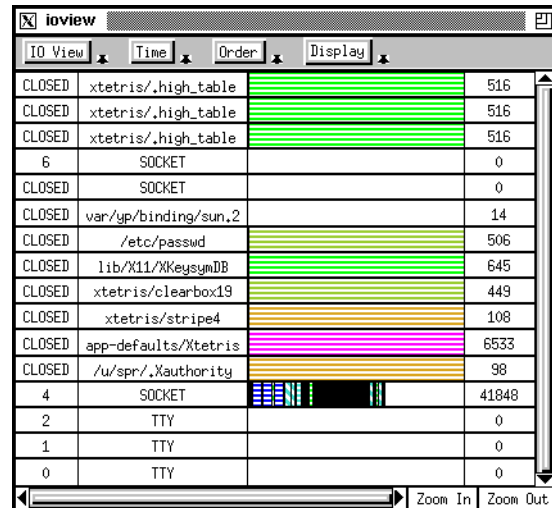 ioview
IO View Time Order Display
CLOSED xtetris/.high_table 516
CLOSED xtetris/.high_table 516
CLOSED xtetris/.high_table 516
6 SOCKET 0
CLOSED SOCKET 0
CLOSED var/yp/binding/sun.2 14
CLOSED /etc/passwd 506
CLOSED lib/X11/XKeysymDB 645
CLOSED xtetris/clearbox19 449
CLOSED xtetris/stripe4 108
CLOSED app-defaults/Xtetris 6533
CLOSED /u/spr/.Xauthority 98
4 SOCKET 41848
2 TTY 0
1 TTY 0
0 TTY 0
Zoom In Zoom Out